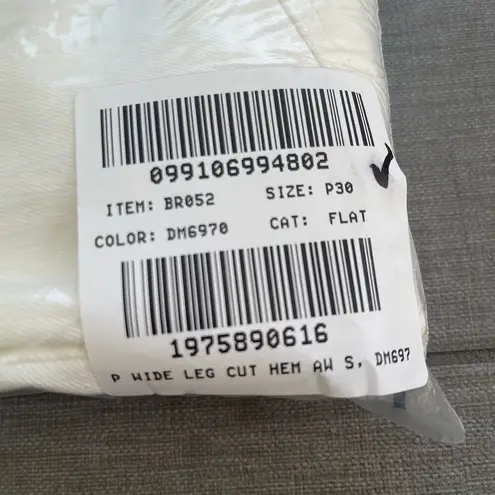 099106994802
ITEM: BR052 SIZE: P30
COLOR: DM6970 CAT: FLAT
1975890616
P WIDE LEG CUT HEM AW S, DM697